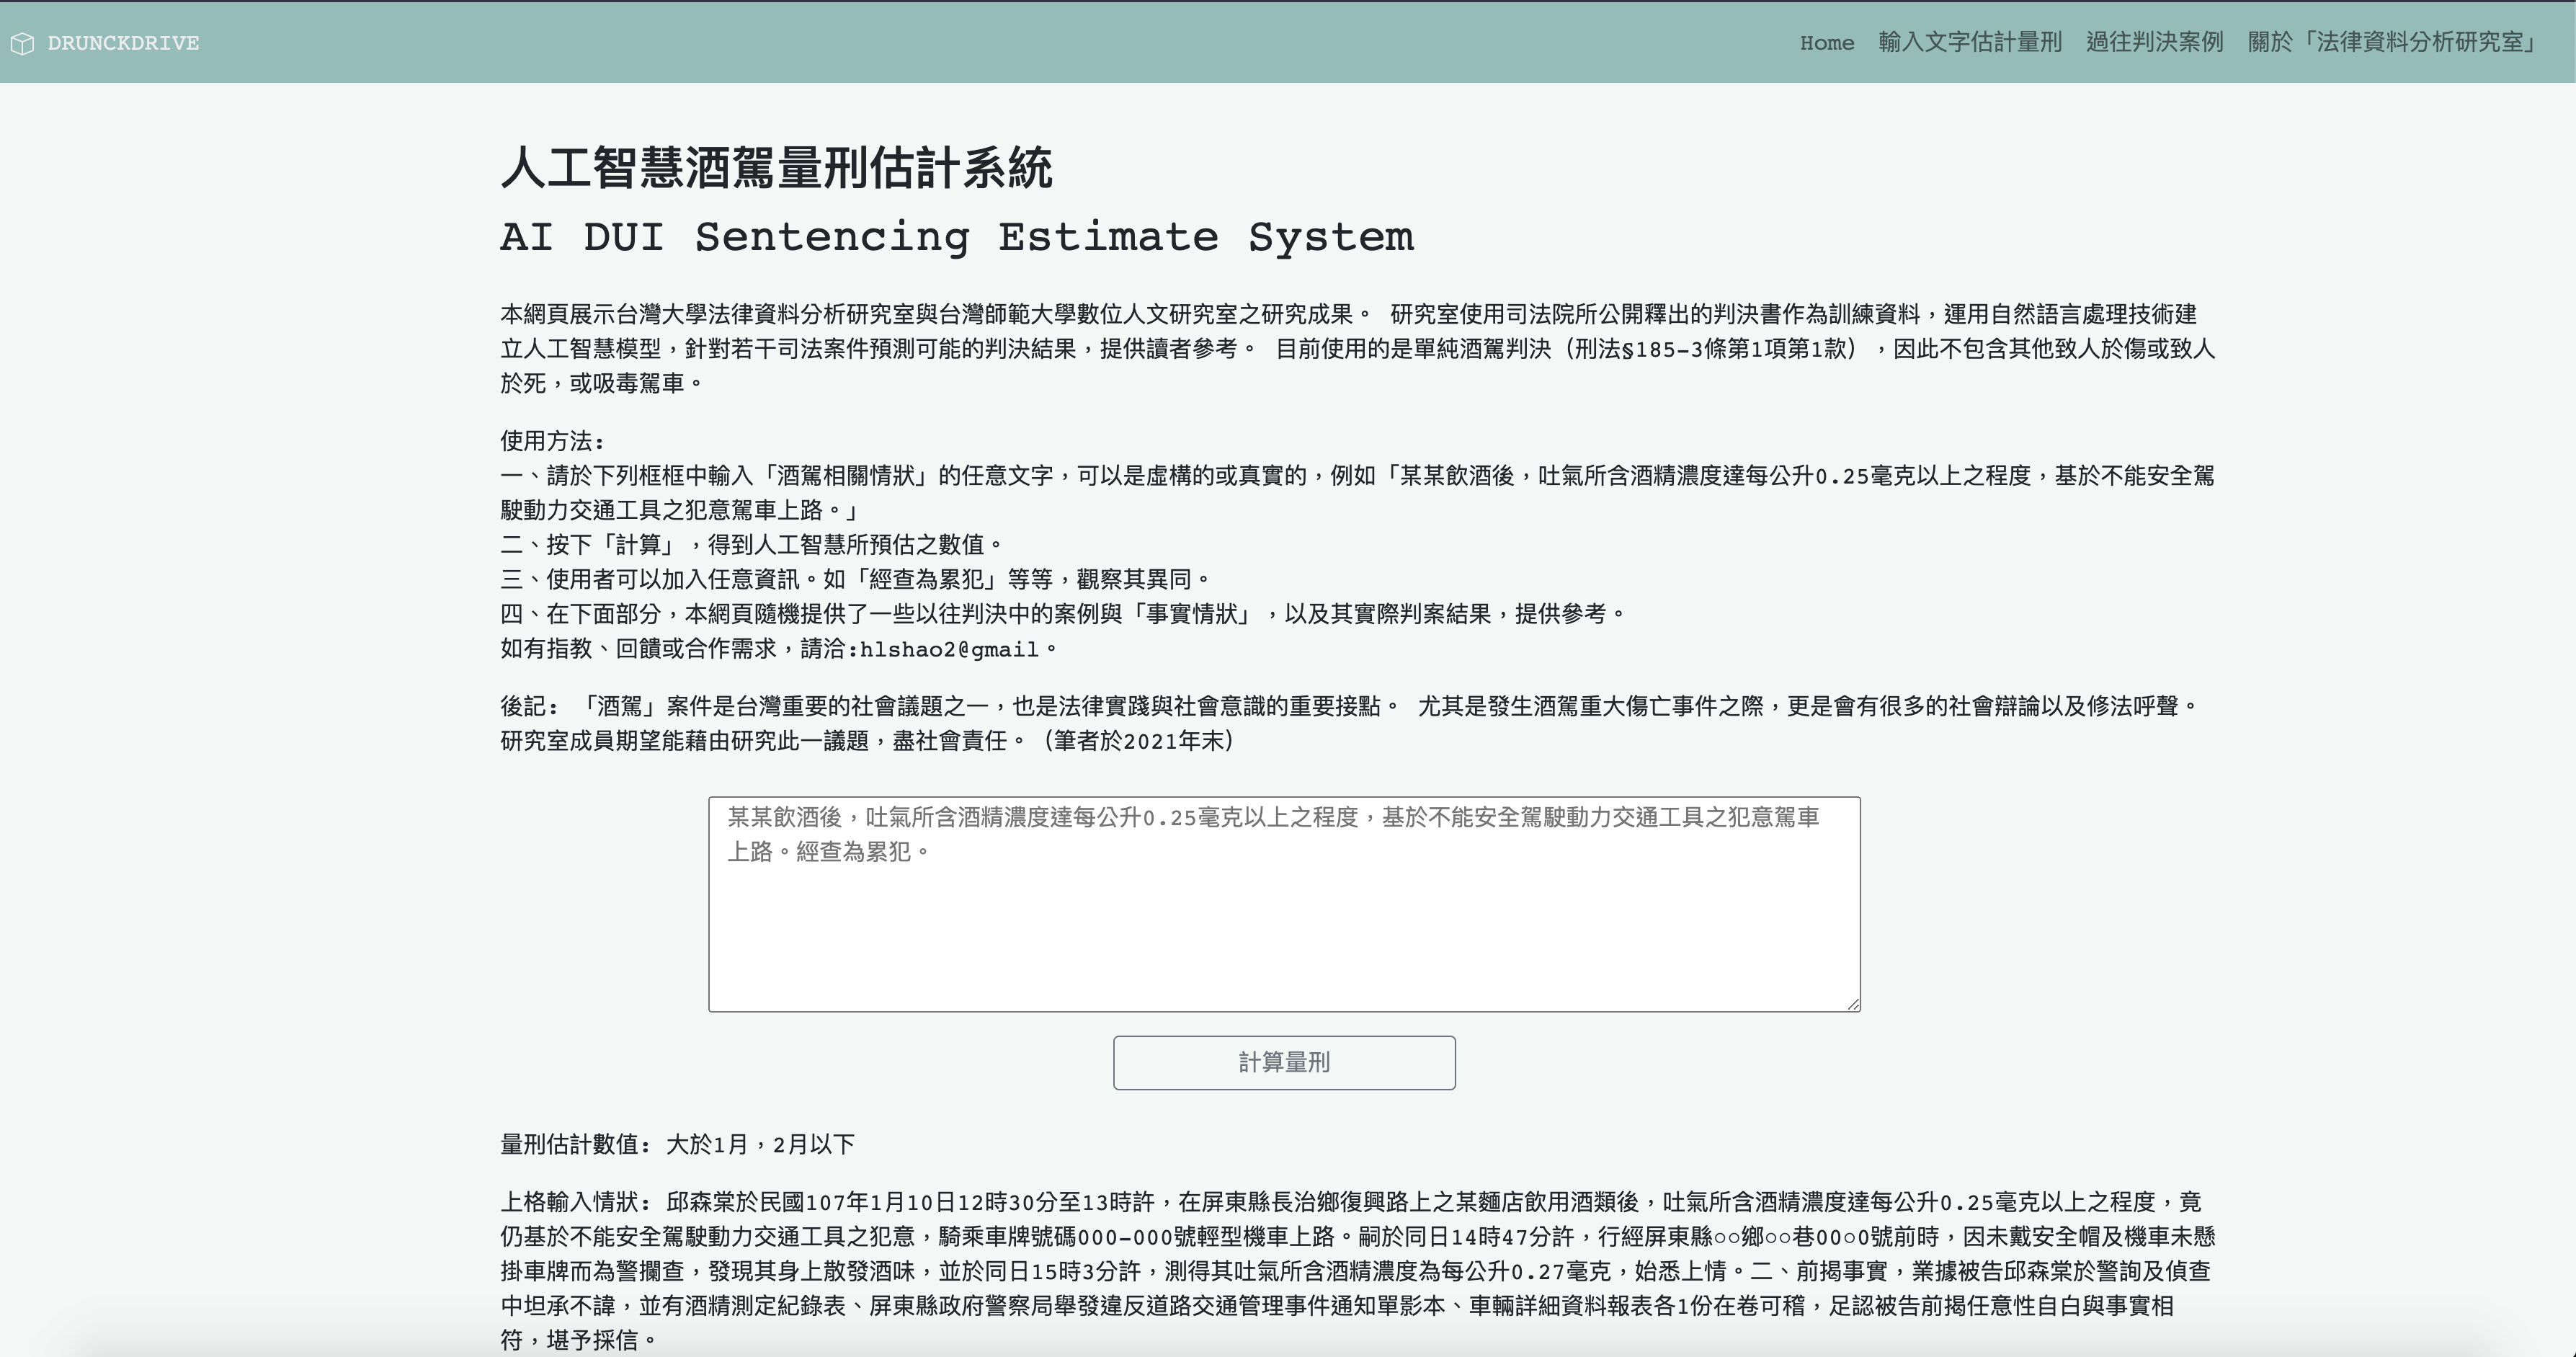 DRUNCKDRIVE
Home 輸入文字估計量刑 過往判決案例 關於「法律資料分析研究室」
人工智慧酒駕量刑估計系統
AI DUI Sentencing Estimate System
本網頁展示台灣大學法律資料分析研究室與台灣師範大學數位人文研究室之研究成果。 研究室使用司法院所公開釋出的判決書作為訓練資料，運用自然語言處理技術建
立人工智慧模型，針對若干司法案件預測可能的判決結果，提供讀者參考。 目前使用的是單純酒駕判決（刑法§185-3條第1項第1款），因此不包含其他致人於傷或致人
於死，或吸毒駕車。
使用方法:
一、請於下列框框中輸入「酒駕相關情狀」的任意文字，可以是虛構的或真實的，例如「某某飲酒後，吐氣所含酒精濃度達每公升0.25毫克以上之程度，基於不能安全駕
駛動力交通工具之犯意駕車上路。」
二、按下「計算」，得到人工智慧所預估之數值。
三、使用者可以加入任意資訊。如「經查為累犯」等等，觀察其異同。
四、在下面部分，本網頁隨機提供了一些以往判決中的案例與「事實情狀」，以及其實際判案結果，提供參考。
如有指教、回饋或合作需求，請洽:hlshao2@gmail。
後記: 「酒駕」案件是台灣重要的社會議題之一，也是法律實踐與社會意識的重要接點。 尤其是發生酒駕重大傷亡事件之際，更是會有很多的社會辯論以及修法呼聲。
研究室成員期望能藉由研究此一議題，盡社會責任。（筆者於2021年末）
某某飲酒後，吐氣所含酒精濃度達每公升0.25毫克以上之程度，基於不能安全駕駛動力交通工具之犯意駕車
上路。經查為累犯。
計算量刑
量刑估計數值: 大於1月，2月以下
上格輸入情狀: 邱森棠於民國107年1月10日12時30分至13時許，在屏東縣長治鄉復興路上之某麵店飲用酒類後，吐氣所含酒精濃度達每公升0.25毫克以上之程度，竟
仍基於不能安全駕駛動力交通工具之犯意，騎乘車牌號碼000-000號輕型機車上路。嗣於同日14時47分許，行經屏東縣○○鄉○○巷00○0號前時，因未戴安全帽及機車未懸
掛車牌而為警攔查，發現其身上散發酒味，並於同日15時3分許，測得其吐氣所含酒精濃度為每公升0.27毫克，始悉上情。二、前揭事實，業據被告邱森棠於警詢及偵查
中坦承不諱，並有酒精測定紀錄表、屏東縣政府警察局舉發違反道路交通管理事件通知單影本、車輛詳細資料報表各1份在卷可稽，足認被告前揭任意性自白與事實相
符，堪予採信。